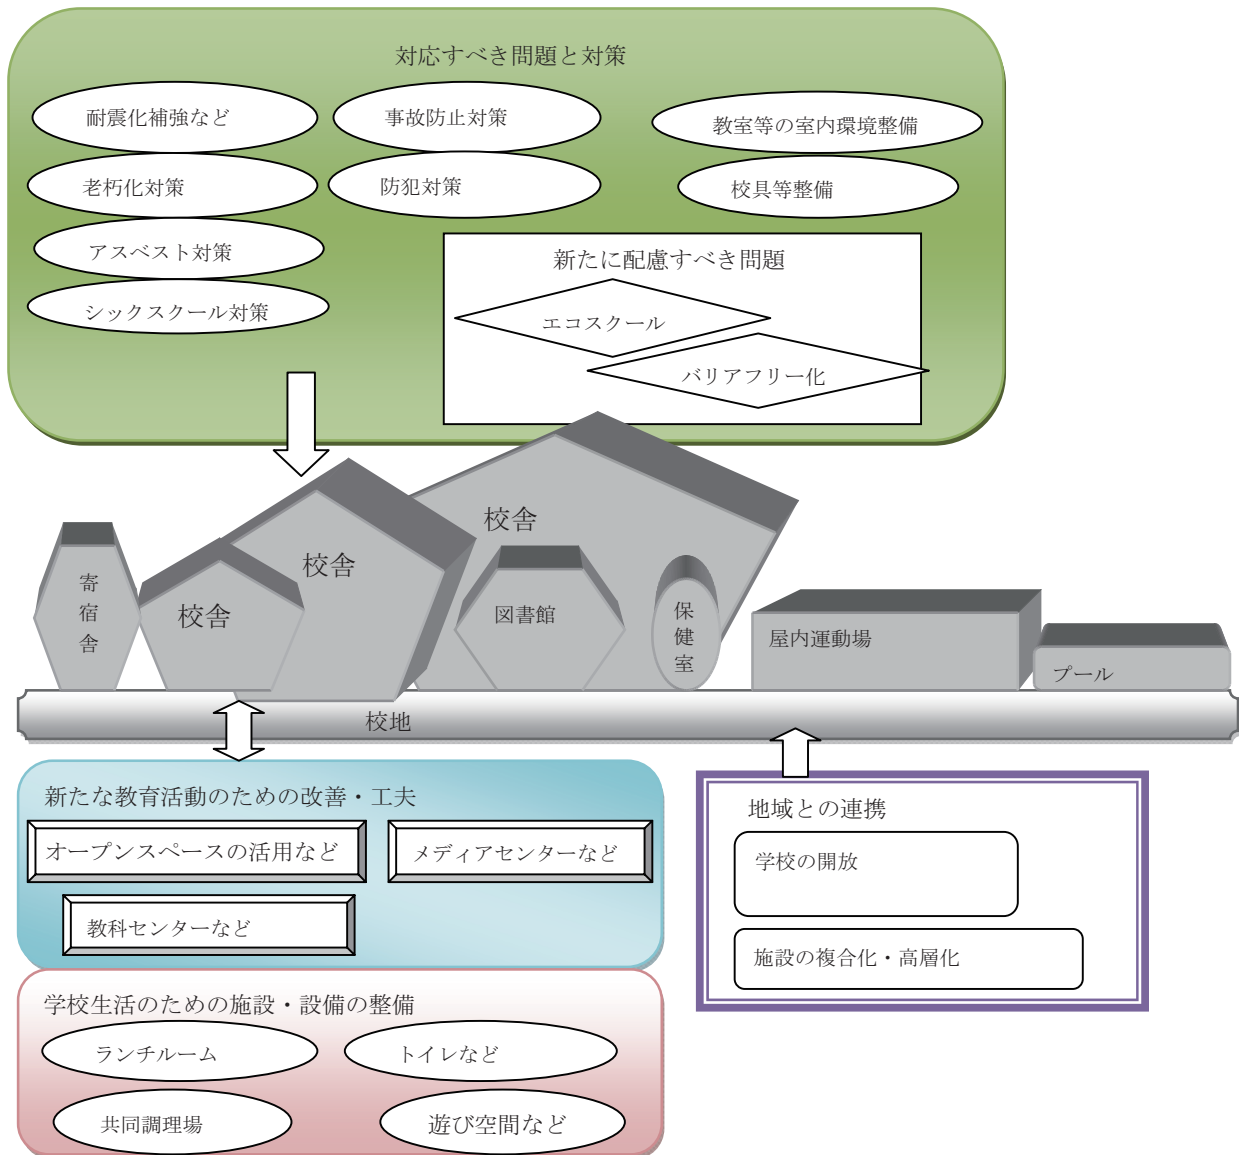 対応すべき問題と対策
耐震化補強など
事故防止対策
教室等の室内環境整備
老朽化対策
防犯対策
校具等整備
アスベスト対策
シックスクール対策
新たに配慮すべき問題
エコスクール
バリアフリー化
寄宿舎
校舎
校舎
校舎
図書館
保健室
屋内運動場
プール
校地
新たな教育活動のための改善・工夫
オープンスペースの活用など
メディアセンターなど
教科センターなど
地域との連携
学校の開放
施設の複合化・高層化
学校生活のための施設・設備の整備
ランチルーム
トイレなど
共同調理場
遊び空間など